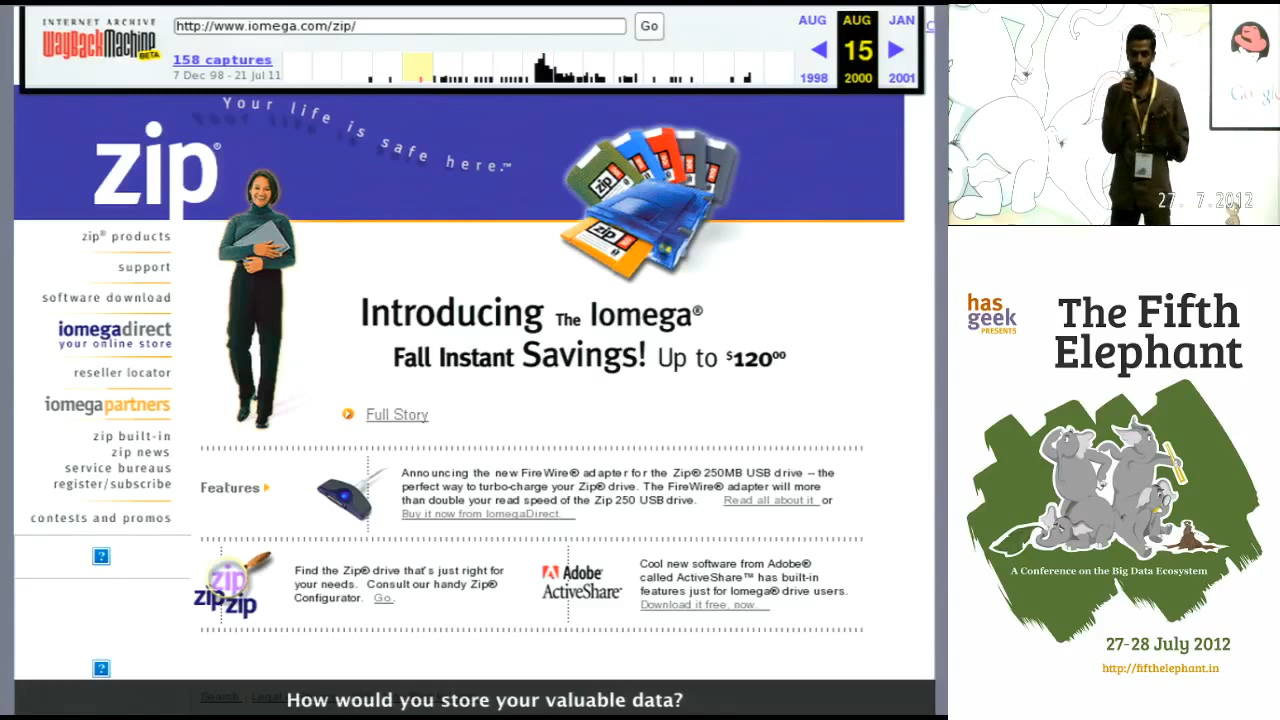 INTERNET ARCHIVE
WayBackMachine
BETA
http://www.iomega.com/zip/
Go
158 captures
7 Dec 98 - 21 Jul 11
AUG AUG JAN
15
1998 2000 2001
Your life is safe here.™
zip®
zip
zip
Introducing The Iomega®
Fall Instant Savings! Up to $120⁰⁰
Full Story
zip® products
support
software download
iomegadirect
your online store
reseller locator
iomegapartners
zip built-in
zip news
service bureaus
register/subscribe
contests and promos
Features
Announcing the new FireWire® adapter for the Zip® 250MB USB drive -- the
perfect way to turbo-charge your Zip® drive. The FireWire® adapter will more
than double your read speed of the Zip 250 USB drive. Read all about it or
Buy it now from IomegaDirect.
zip
zip zip
Find the Zip® drive that's just right for
your needs. Consult our handy Zip®
Configurator. Go.
Adobe
ActiveShare™
Cool new software from Adobe®
called ActiveShare™ has built-in
features just for Iomega® drive users.
Download it free, now...
Search
How would you store your valuable data?
Google
27. 7.2012
has
geek
PRESENTS
The Fifth
Elephant
A Conference on the Big Data Ecosystem
27-28 July 2012
http://fifthelephant.in